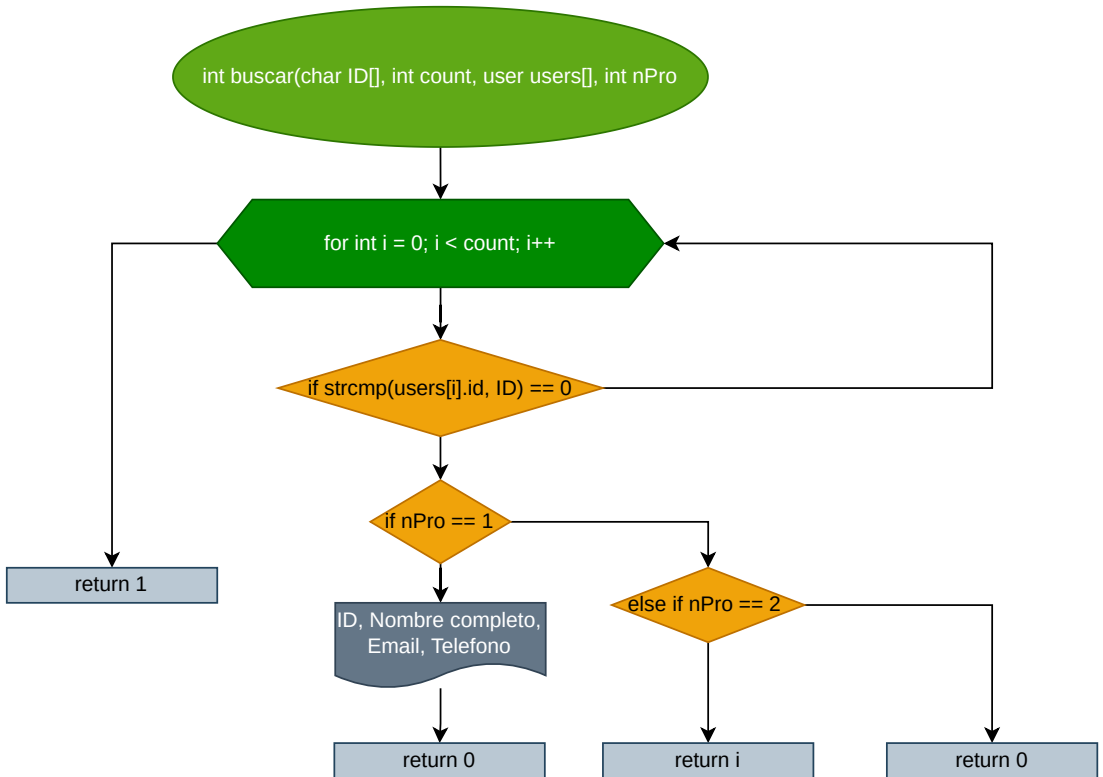 int buscar(char ID[], int count, user users[], int nPro
for int i = 0; i < count; i++
if strcmp(users[i].id, ID) == 0
if nPro == 1
return 1
else if nPro == 2
ID, Nombre completo,
Email, Telefono
return 0
return i
return 0